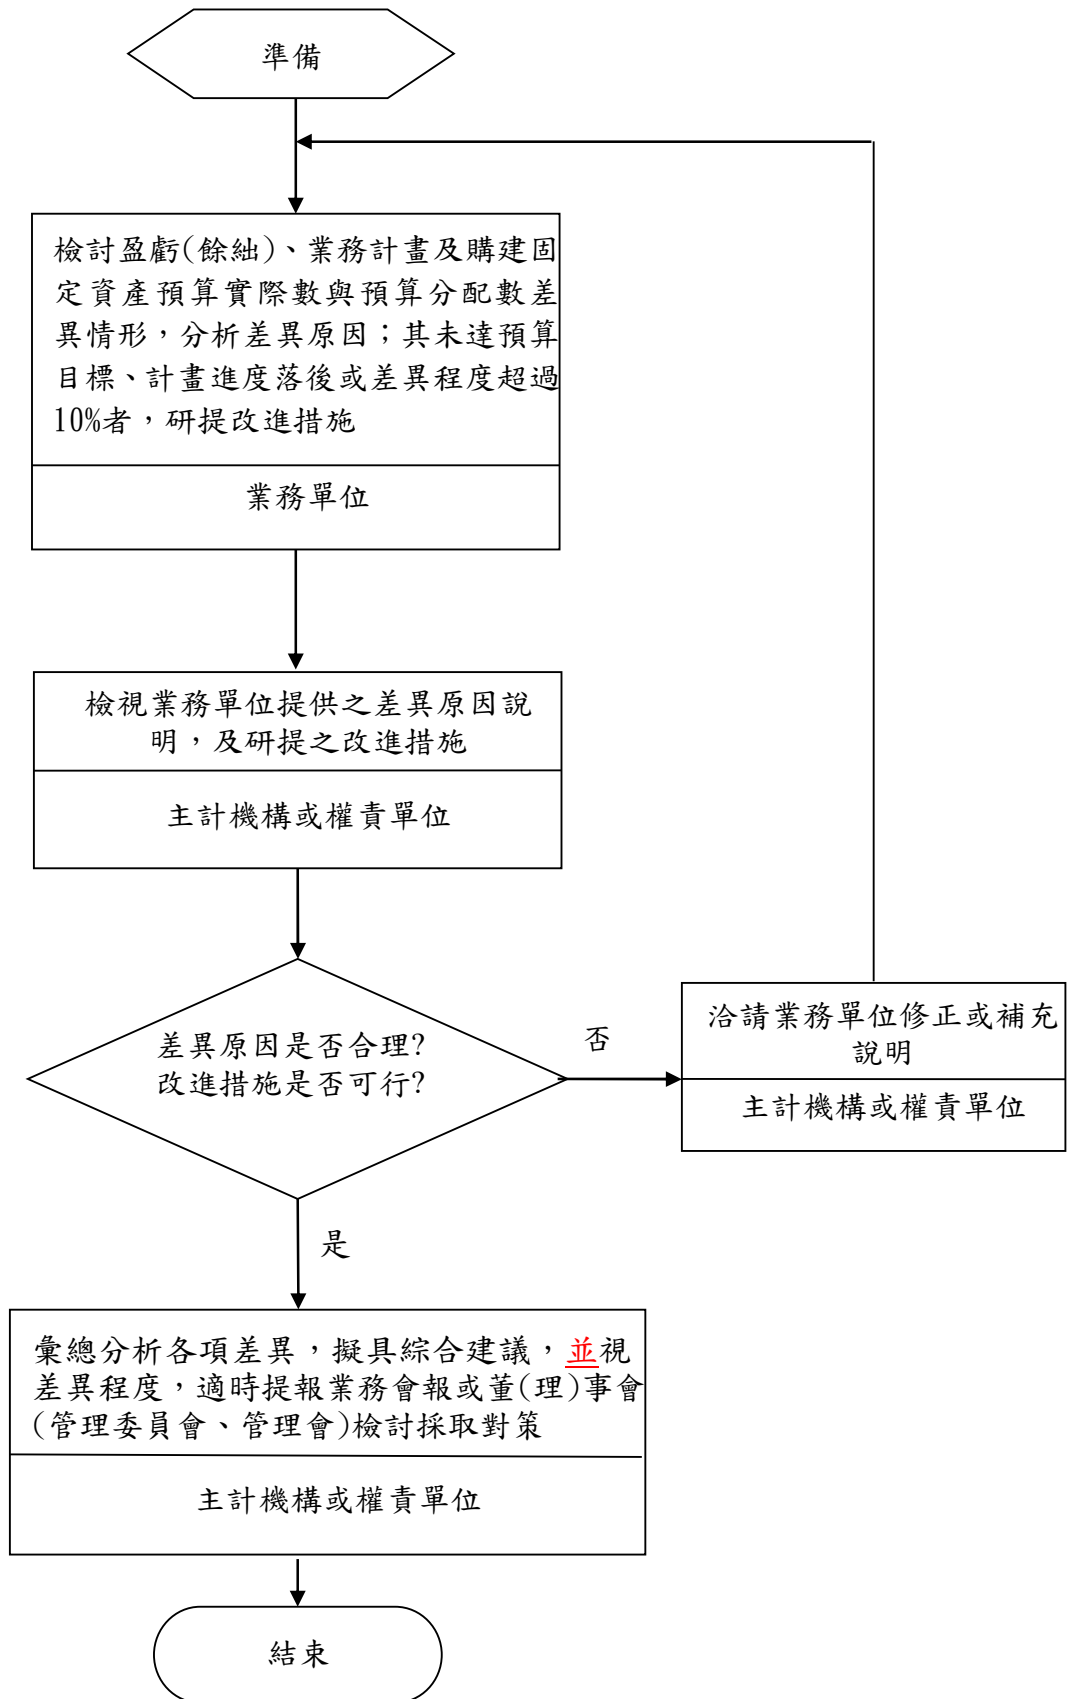 準備
檢討盈虧(餘絀)、業務計畫及購建固
定資產預算實際數與預算分配數差
異情形，分析差異原因；其未達預算
目標、計畫進度落後或差異程度超過
10%者，研提改進措施
業務單位
檢視業務單位提供之差異原因說
明，及研提之改進措施
主計機構或權責單位
差異原因是否合理?
改進措施是否可行?
否
洽請業務單位修正或補充
說明
主計機構或權責單位
是
彙總分析各項差異，擬具綜合建議，並視
差異程度，適時提報業務會報或董(理)事會
(管理委員會、管理會)檢討採取對策
主計機構或權責單位
結束